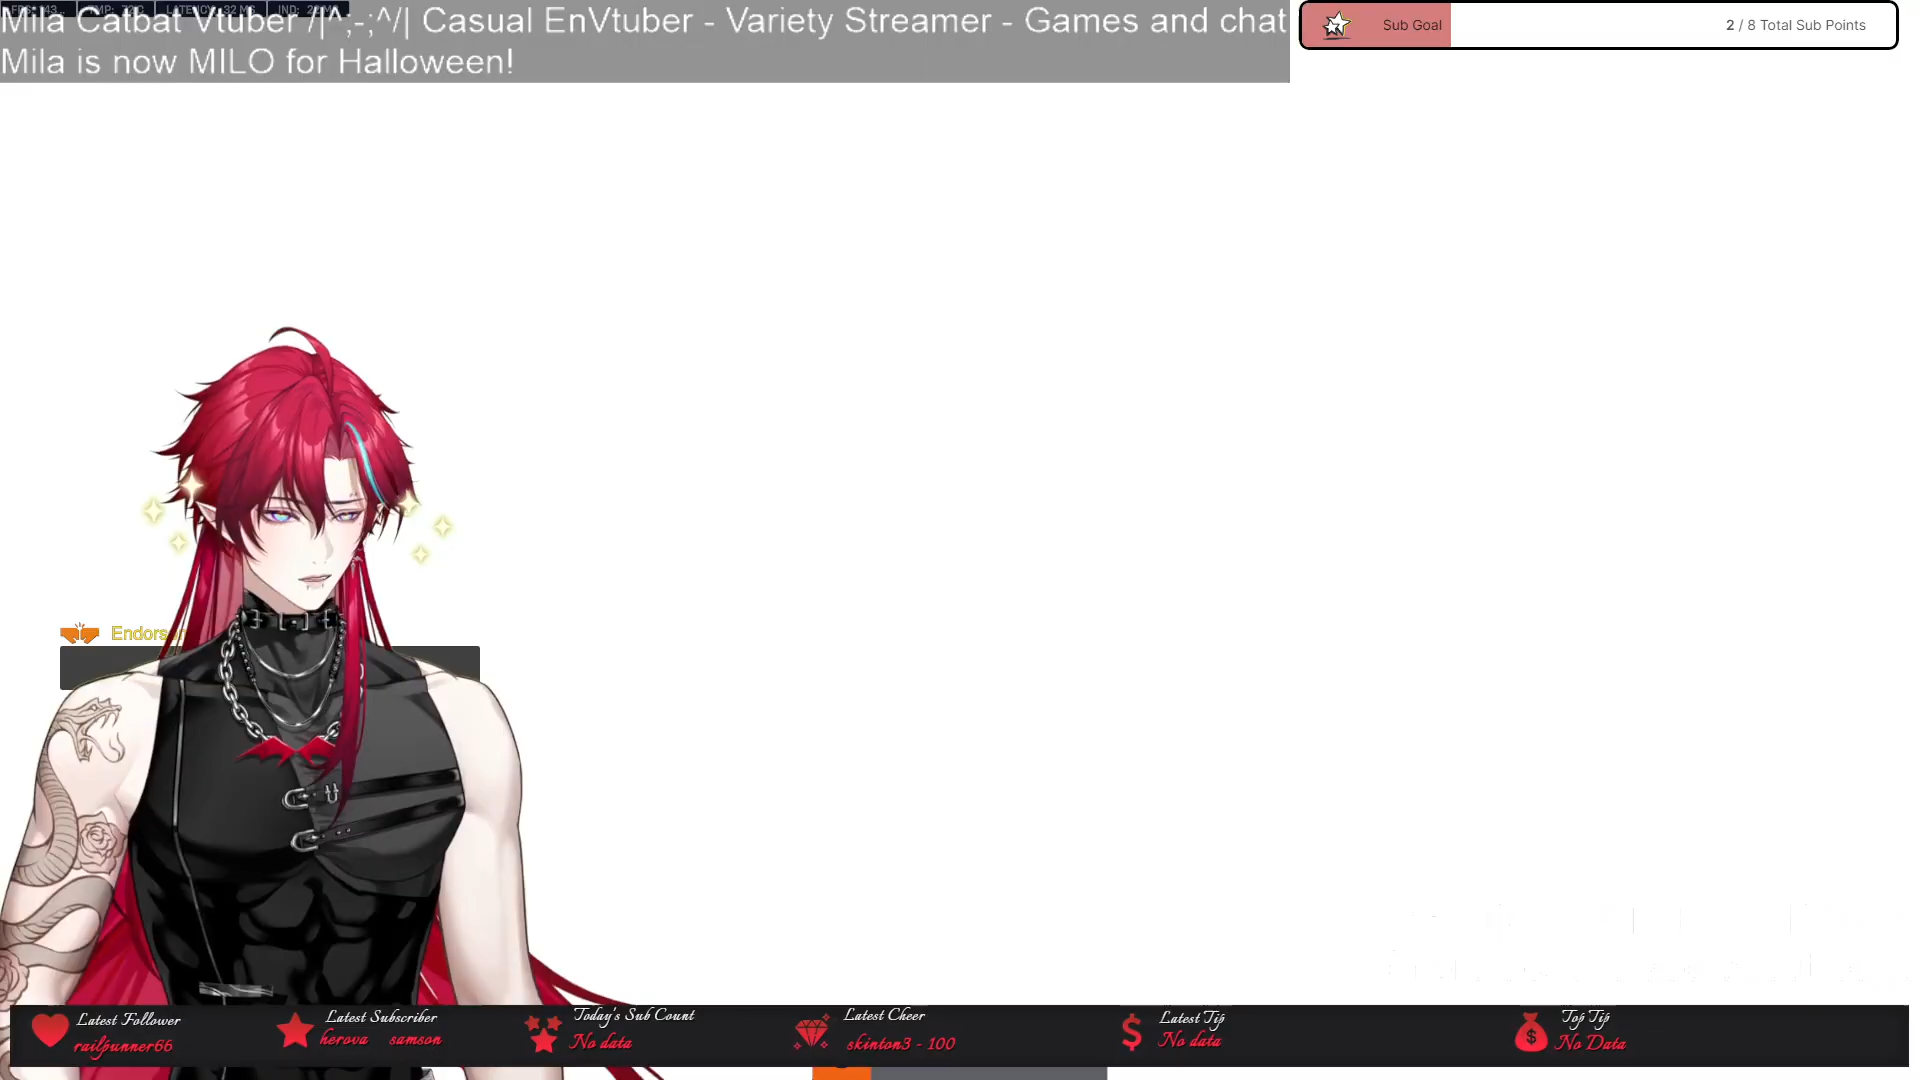 Mila Catbat Vtuber /|^;-;^/| Casual EnVtuber - Variety Streamer - Games and chat
Mila is now MILO for Halloween!
Sub Goal
2 / 8 Total Sub Points
Latest Follower
railpunner66
Latest Subscriber
herova samson
Today's Sub Count
No data
Latest Cheer
skinton3 - 100
Latest Tip
No data
Top Tip
No Data